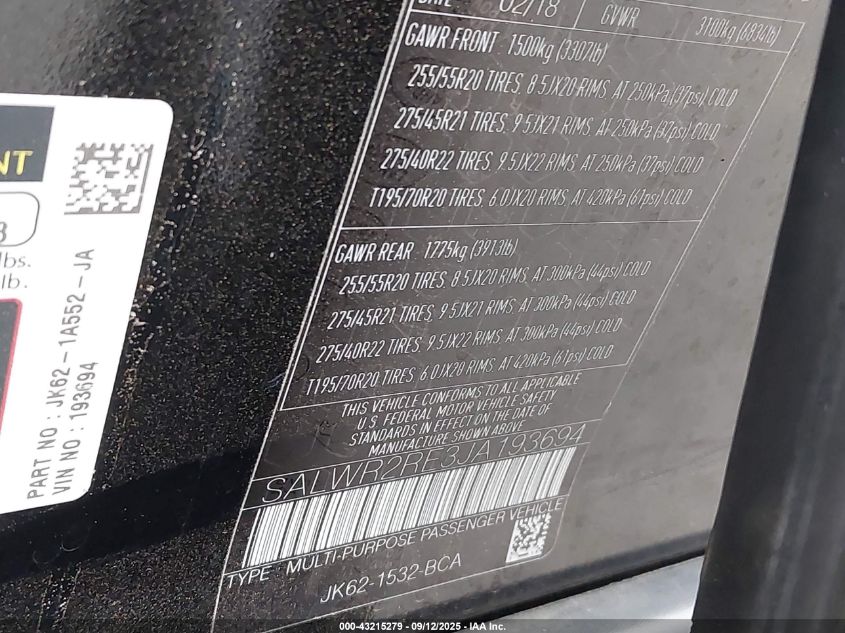 02/18 GVWR 3100kg (6834lb)
GAWR FRONT : 1500kg (3307lb)
255/55R20 TIRES, 8.5JX20 RIMS, AT 250kPa (37psi) COLD
275/45R21 TIRES, 9.5JX21 RIMS, AT 250kPa (37psi) COLD
275/40R22 TIRES, 9.5JX22 RIMS, AT 250kPa (37psi) COLD
T195/70R20 TIRES, 6.0JX20 RIMS, AT 420kPa (61psi) COLD
GAWR REAR : 1775kg (3913lb)
255/55R20 TIRES, 8.5JX20 RIMS, AT 300kPa (44psi) COLD
275/45R21 TIRES, 9.5JX21 RIMS, AT 300kPa (44psi) COLD
275/40R22 TIRES, 9.5JX22 RIMS, AT 300kPa (44psi) COLD
T195/70R20 TIRES, 6.0JX20 RIMS, AT 420kPa (61psi) COLD
THIS VEHICLE CONFORMS TO ALL APPLICABLE
U.S. FEDERAL MOTOR VEHICLE SAFETY
STANDARDS IN EFFECT ON THE DATE OF
MANUFACTURE SHOWN ABOVE
SALWR2RE3JA193694
TYPE : MULTI-PURPOSE PASSENGER VEHICLE
JK62-1532-BCA
NT
lbs.
lb.
PART NO : JK62-1A552-JA
VIN NO : 193694
000-43215279 - 09/12/2025 - IAA Inc.